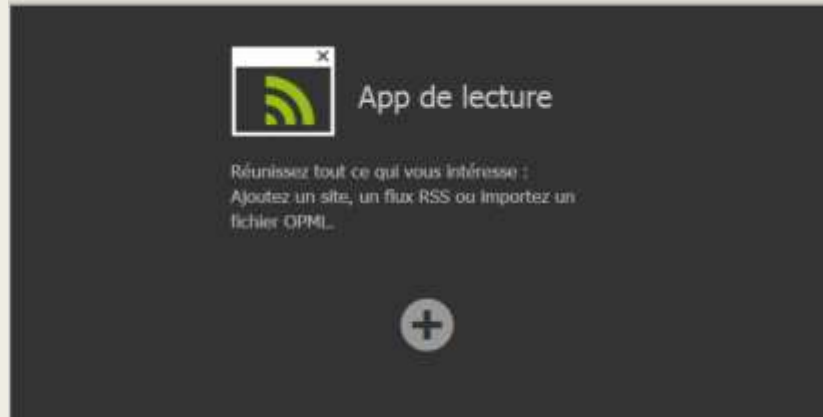 App de lecture
Réunissez tout ce qui vous intéresse :
Ajoutez un site, un flux RSS ou importez un
fichier OPML.